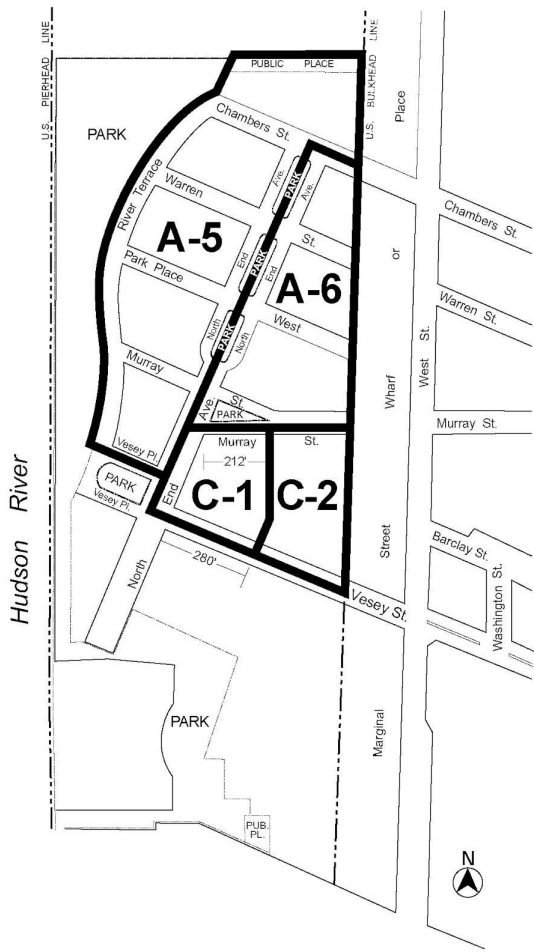 U.S. PIERHEAD LINE
PUBLIC PLACE
U.S. BULKHEAD LINE
PARK
Chambers St.
Place
River Terrace
Warren
Ave.
PARK
Ave.
Chambers St.
A-5
St.
or
Park Place
End
PARK
End
A-6
Warren St.
North
PARK
North
West
West St.
Murray
Wharf
Ave.
St.
PARK
Murray St.
Vesey Pl.
Murray St.
212'
PARK
Vesey Pl.
End
C-1
C-2
Hudson River
Street
Barclay St.
280'
North
Vesey St.
Washington St.
PARK
Marginal
PUB.
PL.
N